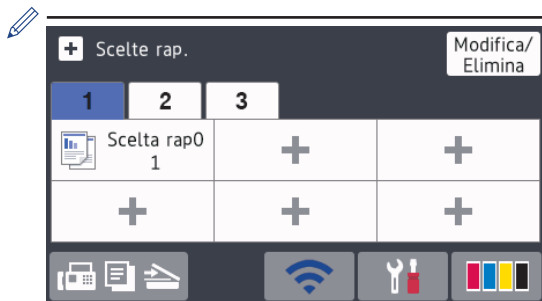 Scelte rap.
Modifica/
Elimina
1 2 3
Scelta rap0
1